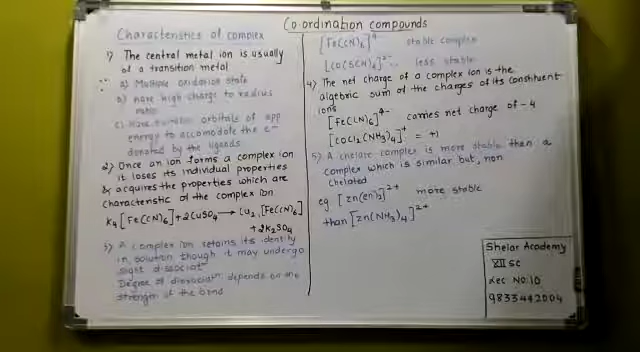 Co-ordination compounds
Characteristics of complex
1) The central metal ion is usually
of a transition metal
∵ a) Multiple oxidation state
b) have high charge to radius
ratio
c) Have suitable orbitals of app
energy to accomodate the e⁻
donated by the ligands
2) Once an ion forms a complex ion
it loses its individual properties
& acquires the properties which are
characteristic of the complex ion
K₄[Fe(CN)₆]+2CuSO₄→Cu₂[Fe(CN)₆]
+2K₂SO₄
3) A complex ion retains its identity
in solution though it may undergo
slight dissociatⁿ
Degree of dissociatⁿ depends on the
strength of the bond
[Fe(CN)₆]⁴⁻ stable complex
[CO(SCN)₄]²⁻ less stable
4) The net charge of a complex ion is the
algebric sum of the charges of its constituent
ions
[Fe(CN)₆]⁴⁻ carries net charge of -4
[COCl₂(NH₃)₄]⁺ = +1
5) A chelate complex is more stable than a
complex which is similar but, non
chelated
eg [Zn(en)₂]²⁺ more stable
than [Zn(NH₃)₄]²⁺
Shelar Academy
XII SC
Lec NO:10
9833442004